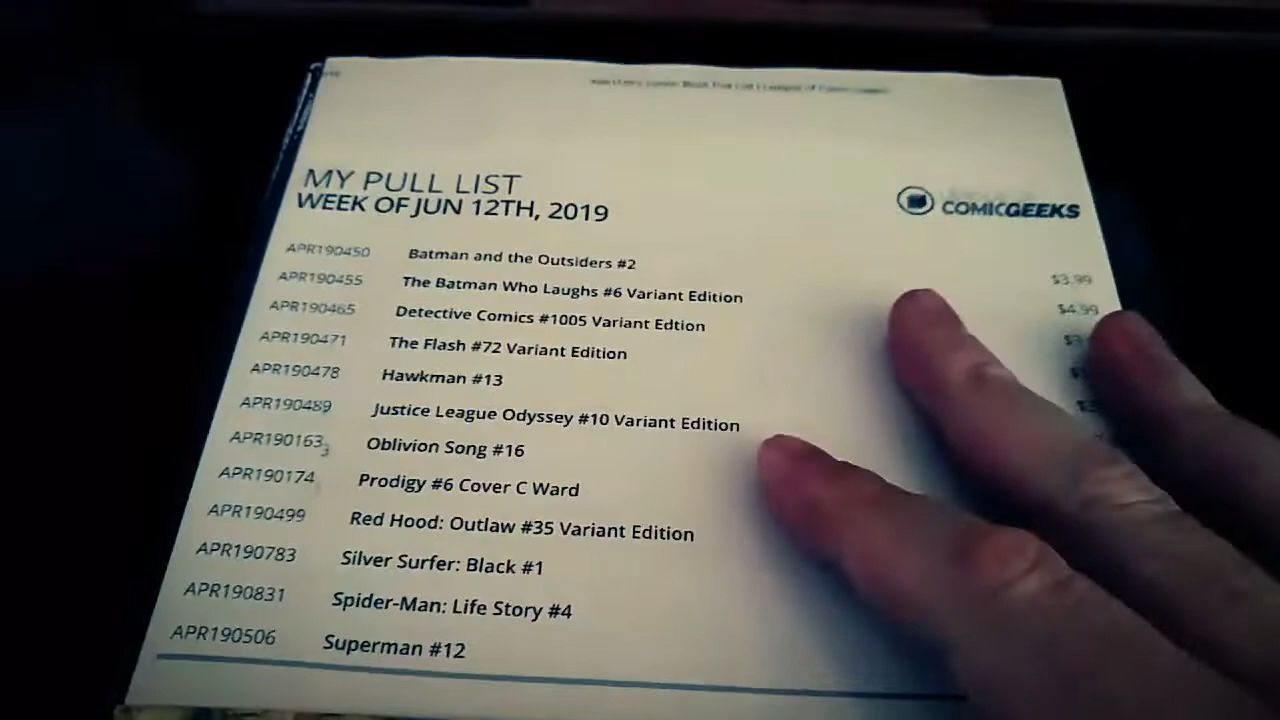 MY PULL LIST
WEEK OF JUN 12TH, 2019
COMICGEEKS
APR190450 Batman and the Outsiders #2 $3.99
APR190455 The Batman Who Laughs #6 Variant Edition $4.99
APR190465 Detective Comics #1005 Variant Edtion
APR190471 The Flash #72 Variant Edition
APR190478 Hawkman #13
APR190489 Justice League Odyssey #10 Variant Edition
APR190163 Oblivion Song #16
APR190174 Prodigy #6 Cover C Ward
APR190499 Red Hood: Outlaw #35 Variant Edition
APR190783 Silver Surfer: Black #1
APR190831 Spider-Man: Life Story #4
APR190506 Superman #12